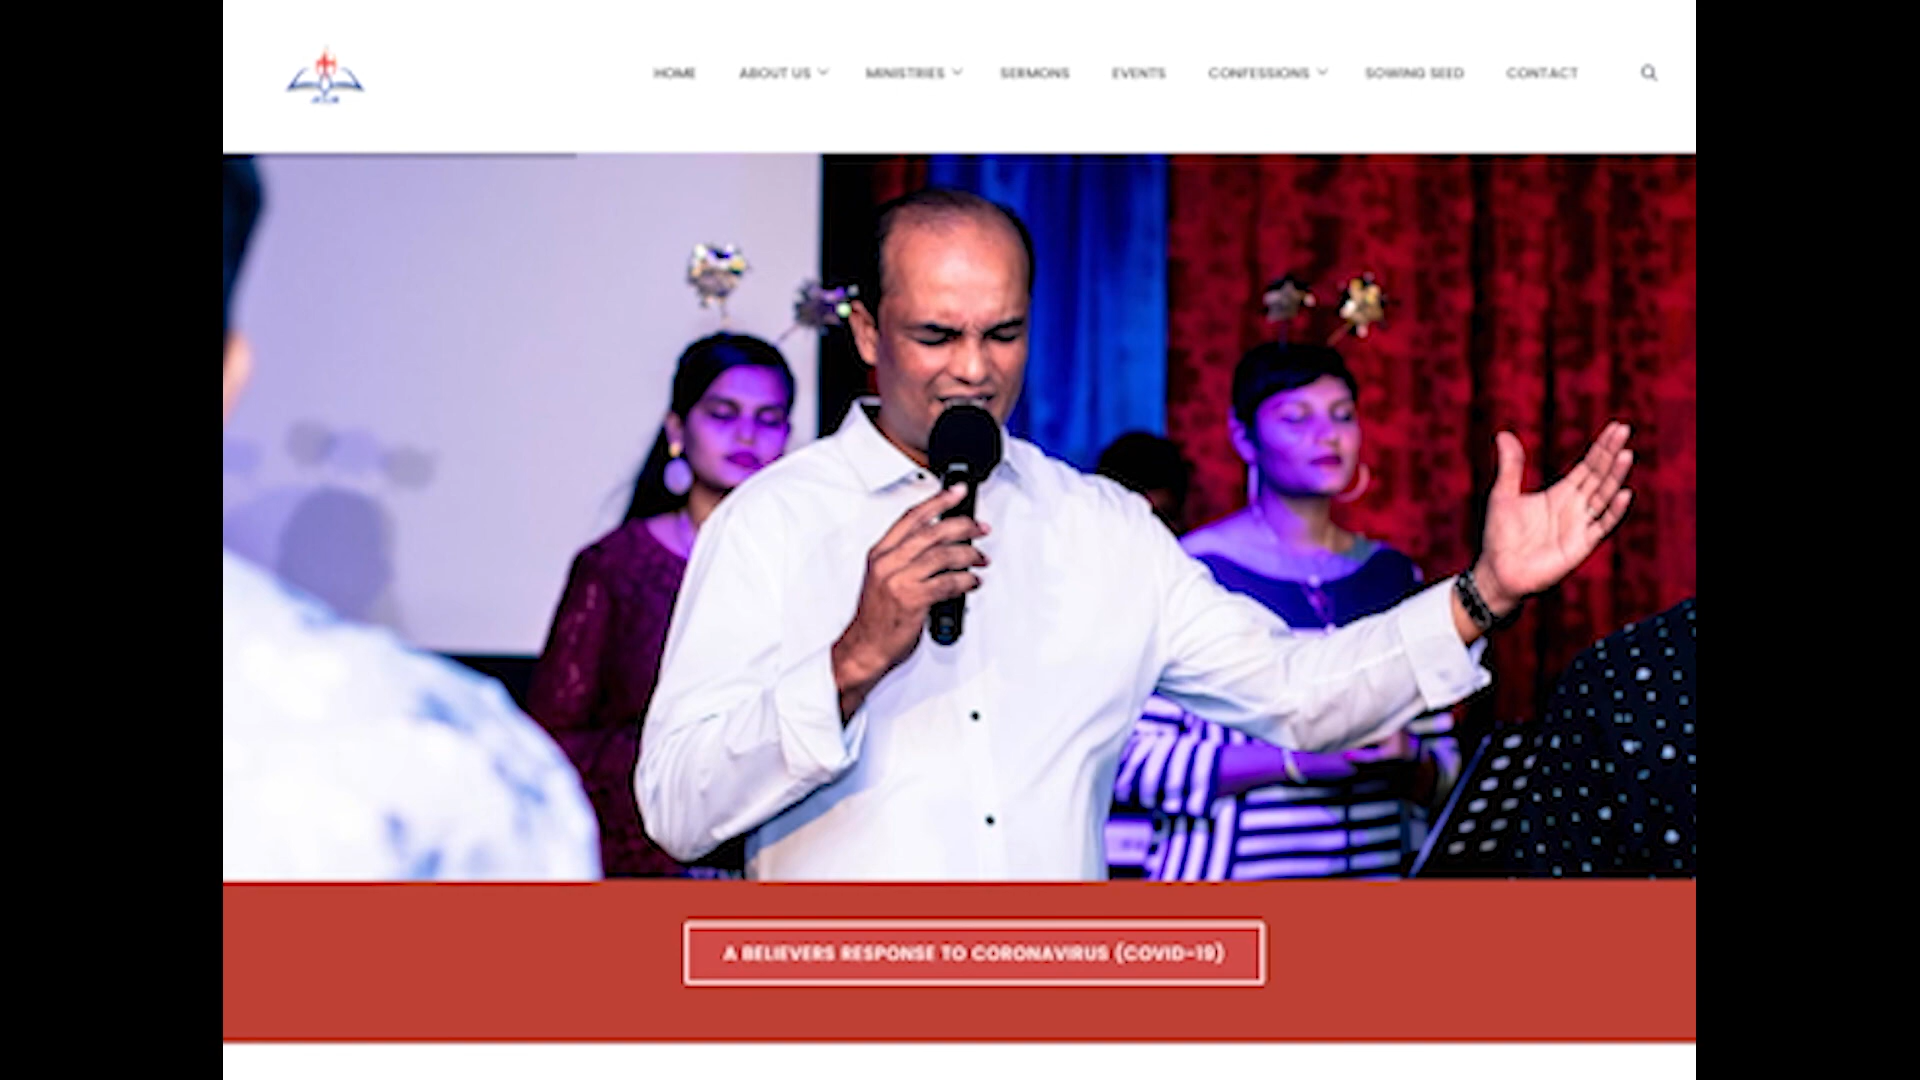 HOME ABOUT US MINISTRIES SERMONS EVENTS CONFESSIONS SOWING SEED CONTACT
A BELIEVERS RESPONSE TO CORONAVIRUS (COVID-19)